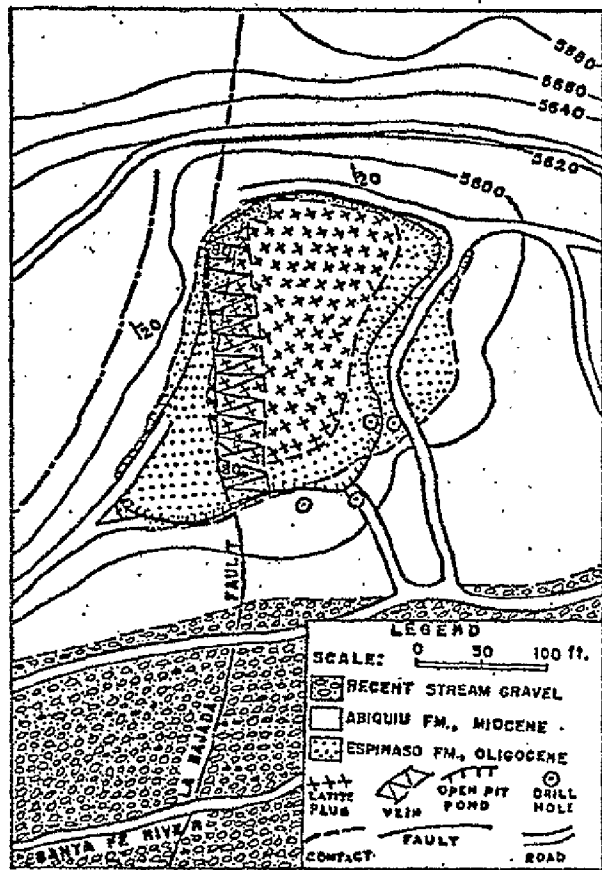 5680
5660
5640
5620
20
5600
20
80
FAULT
LA BAJADA
SANTA FE RIVER
LEGEND
SCALE: 0 50 100 ft.
RECENT STREAM GRAVEL
ABIQUIU FM., MIOCENE
ESPINASO FM., OLIGOCENE
LATITE PLUG
VEIN
OPEN PIT POND
DRILL HOLE
CONTACT
FAULT
ROAD